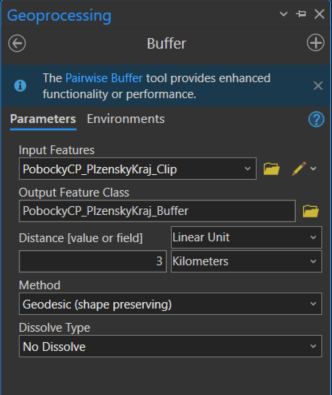 Geoprocessing
Buffer
The Pairwise Buffer tool provides enhanced
functionality or performance.
Parameters Environments
Input Features
PobockyCP_PlzenskyKraj_Clip
Output Feature Class
PobockyCP_PlzenskyKraj_Buffer
Distance [value or field] Linear Unit
3 Kilometers
Method
Geodesic (shape preserving)
Dissolve Type
No Dissolve